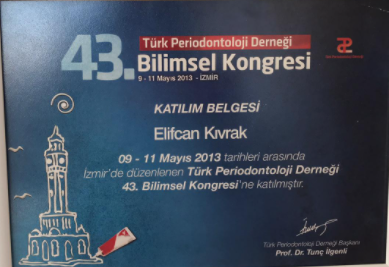 43.
Türk Periodontoloji Derneği
Bilimsel Kongresi
9 - 11 Mayıs 2013 - İZMİR
KATILIM BELGESİ
Elifcan Kıvrak
09 - 11 Mayıs 2013 tarihleri arasında
İzmir'de düzenlenen Türk Periodontoloji Derneği
43. Bilimsel Kongresi'ne katılmıştır.
Türk Periodontoloji Derneği Başkanı
Prof. Dr. Tunç İlgenli